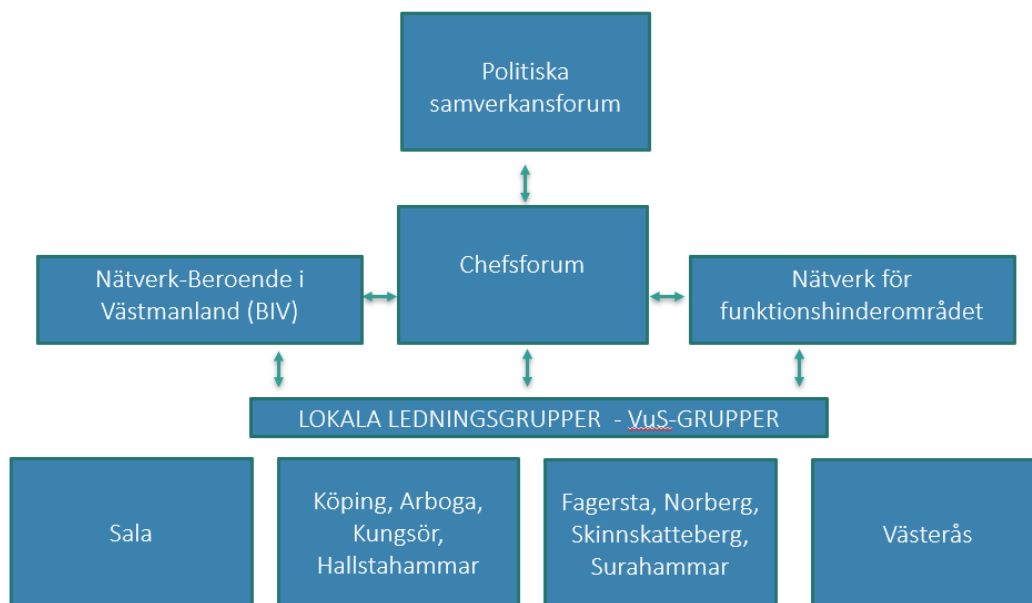 Politiska
samverkansforum
Chefsforum
Nätverk-Beroende i
Västmanland (BIV)
Nätverk för
funktionshinderområdet
LOKALA LEDNINGSGRUPPER - VuS-GRUPPER
Sala
Köping, Arboga,
Kungsör,
Hallstahammar
Fagersta, Norberg,
Skinnskatteberg,
Surahammar
Västerås